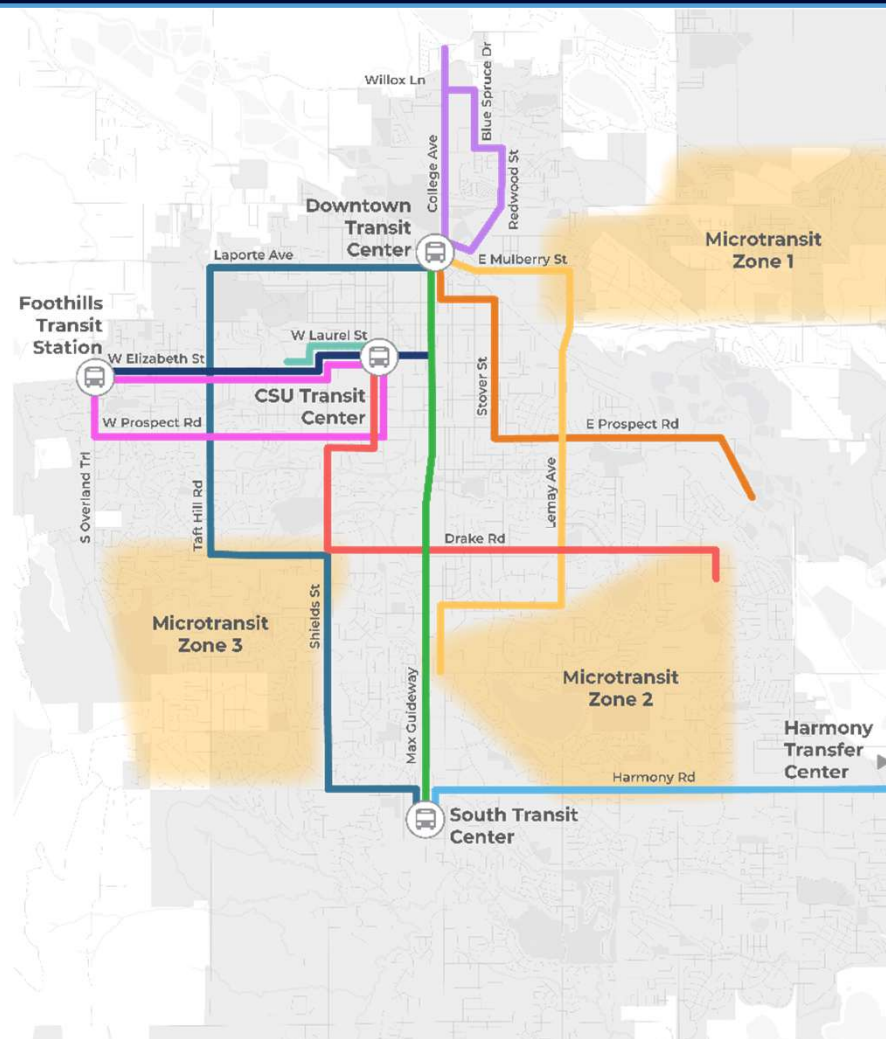 Willox Ln
Blue Spruce Dr
College Ave
Redwood St
Downtown
Transit
Center
Microtransit
Zone 1
Laporte Ave
E Mulberry St
Foothills
Transit
Station
W Laurel St
W Elizabeth St
CSU Transit
Center
Stover St
W Prospect Rd
E Prospect Rd
S Overland Trl
Taft Hill Rd
Lemay Ave
Drake Rd
Microtransit
Zone 3
Shields St
Max Guideway
Microtransit
Zone 2
Harmony
Transfer
Center
Harmony Rd
South Transit
Center